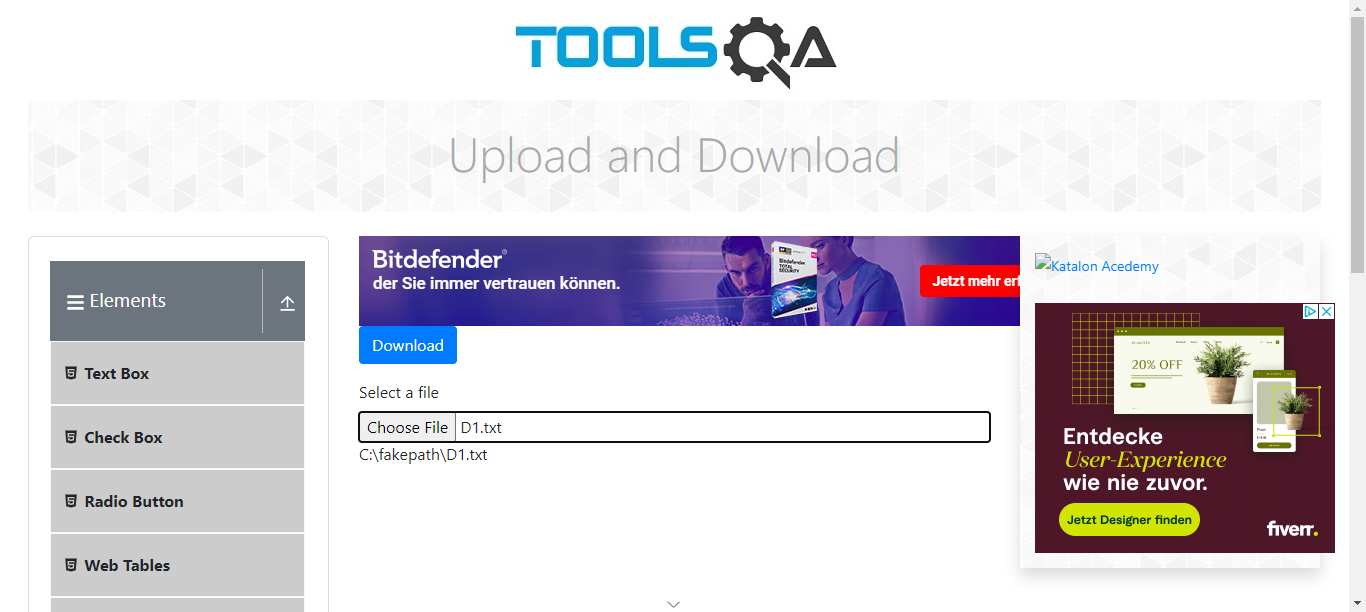 TOOLSQA
Upload and Download
Elements
Text Box
Check Box
Radio Button
Web Tables
Bitdefender®
der Sie immer vertrauen können.
Jetzt mehr erf
Download
Select a file
Choose File D1.txt
C:\fakepath\D1.txt
Katalon Acedemy
20% OFF
Entdecke
User-Experience
wie nie zuvor.
Jetzt Designer finden
fiverr.